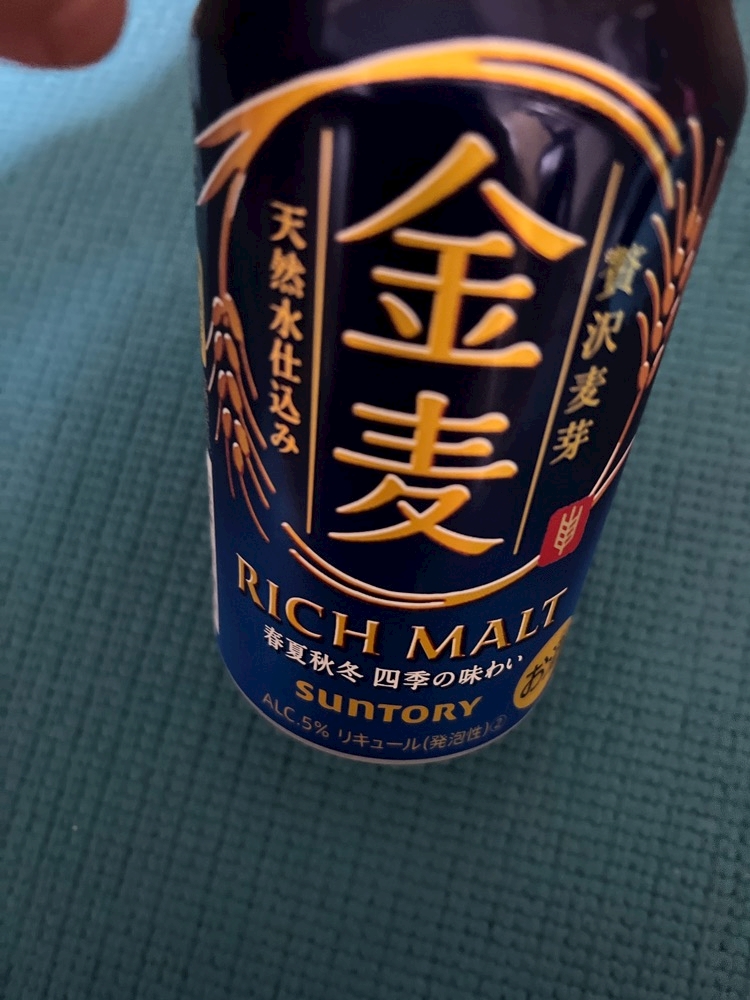 贅沢麦芽
金麦
天然水仕込み
RICH MALT
春夏秋冬 四季の味わい
SUNTORY
ALC.5% リキュール(発泡性)②